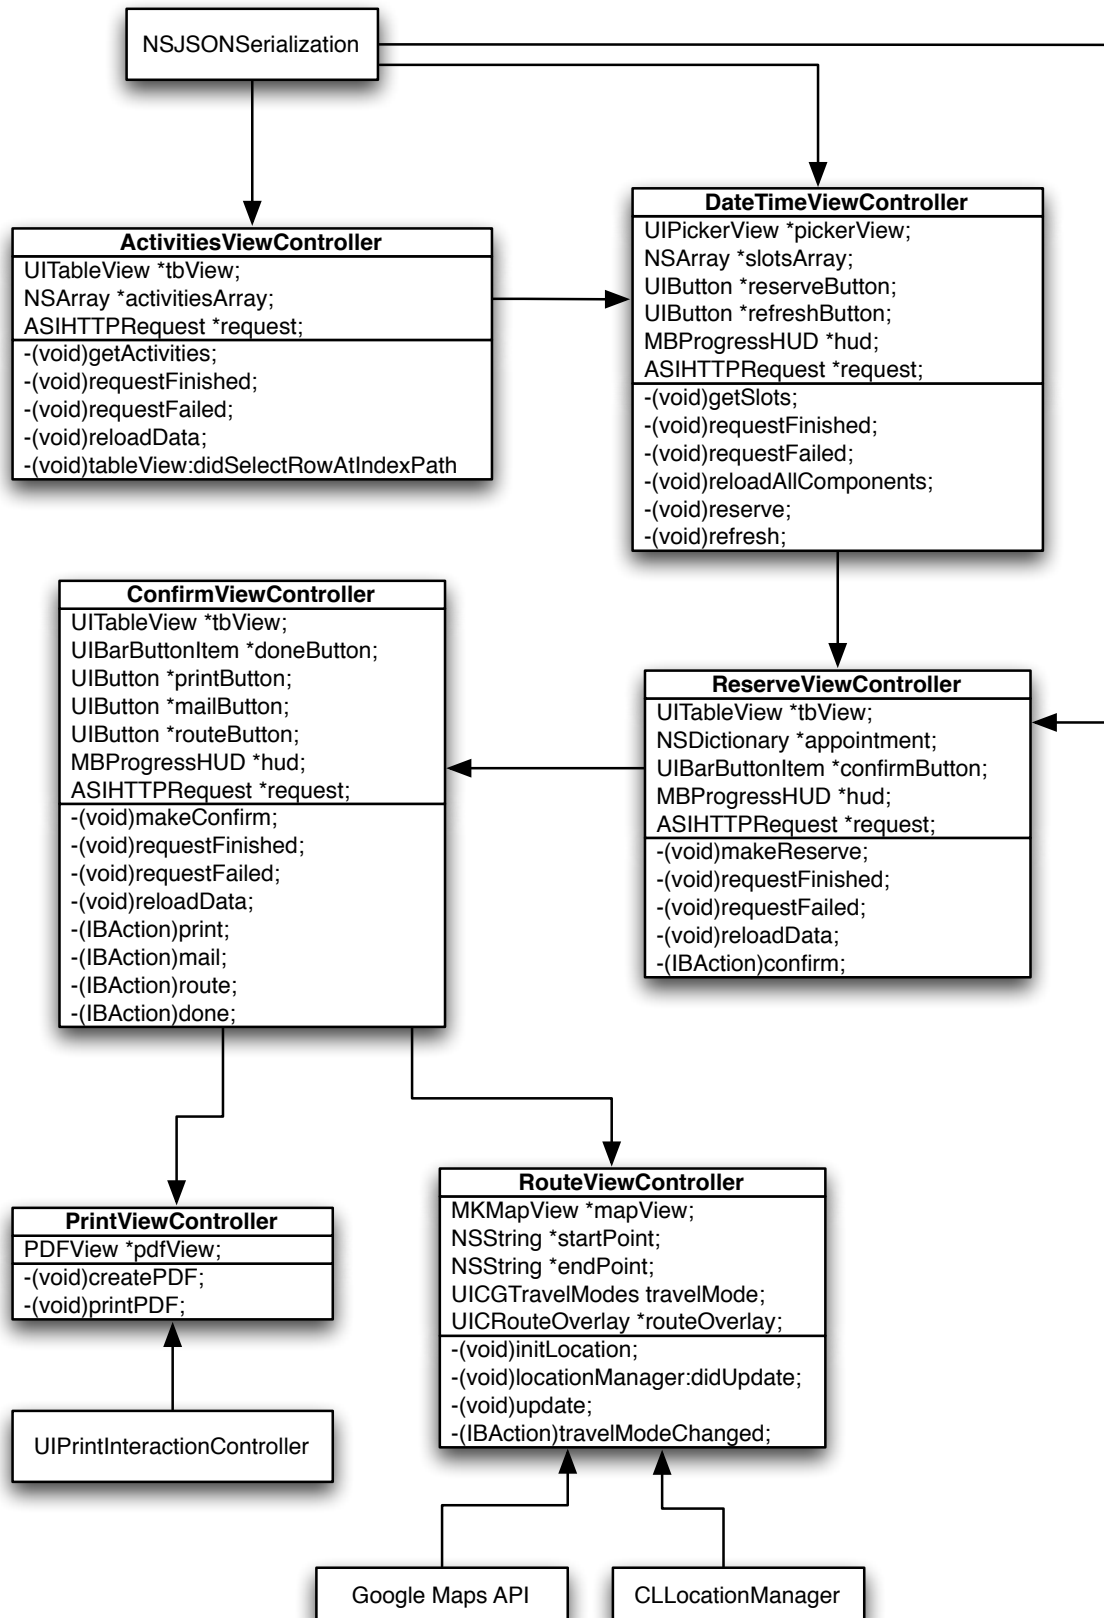 NSJSONSerialization
DateTimeViewController
UIPickerView *pickerView;
NSArray *slotsArray;
UIButton *reserveButton;
UIButton *refreshButton;
MBProgressHUD *hud;
ASIHTTPRequest *request;
-(void)getSlots;
-(void)requestFinished;
-(void)requestFailed;
-(void)reloadAllComponents;
-(void)reserve;
-(void)refresh;
ActivitiesViewController
UITableView *tbView;
NSArray *activitiesArray;
ASIHTTPRequest *request;
-(void)getActivities;
-(void)requestFinished;
-(void)requestFailed;
-(void)reloadData;
-(void)tableView:didSelectRowAtIndexPath
ConfirmViewController
UITableView *tbView;
UIBarButtonItem *doneButton;
UIButton *printButton;
UIButton *mailButton;
UIButton *routeButton;
MBProgressHUD *hud;
ASIHTTPRequest *request;
-(void)makeConfirm;
-(void)requestFinished;
-(void)requestFailed;
-(void)reloadData;
-(IBAction)print;
-(IBAction)mail;
-(IBAction)route;
-(IBAction)done;
ReserveViewController
UITableView *tbView;
NSDictionary *appointment;
UIBarButtonItem *confirmButton;
MBProgressHUD *hud;
ASIHTTPRequest *request;
-(void)makeReserve;
-(void)requestFinished;
-(void)requestFailed;
-(void)reloadData;
-(IBAction)confirm;
PrintViewController
PDFView *pdfView;
-(void)createPDF;
-(void)printPDF;
RouteViewController
MKMapView *mapView;
NSString *startPoint;
NSString *endPoint;
UICGTravelModes travelMode;
UICRouteOverlay *routeOverlay;
-(void)initLocation;
-(void)locationManager:didUpdate;
-(void)update;
-(IBAction)travelModeChanged;
UIPrintInteractionController
Google Maps API
CLLocationManager